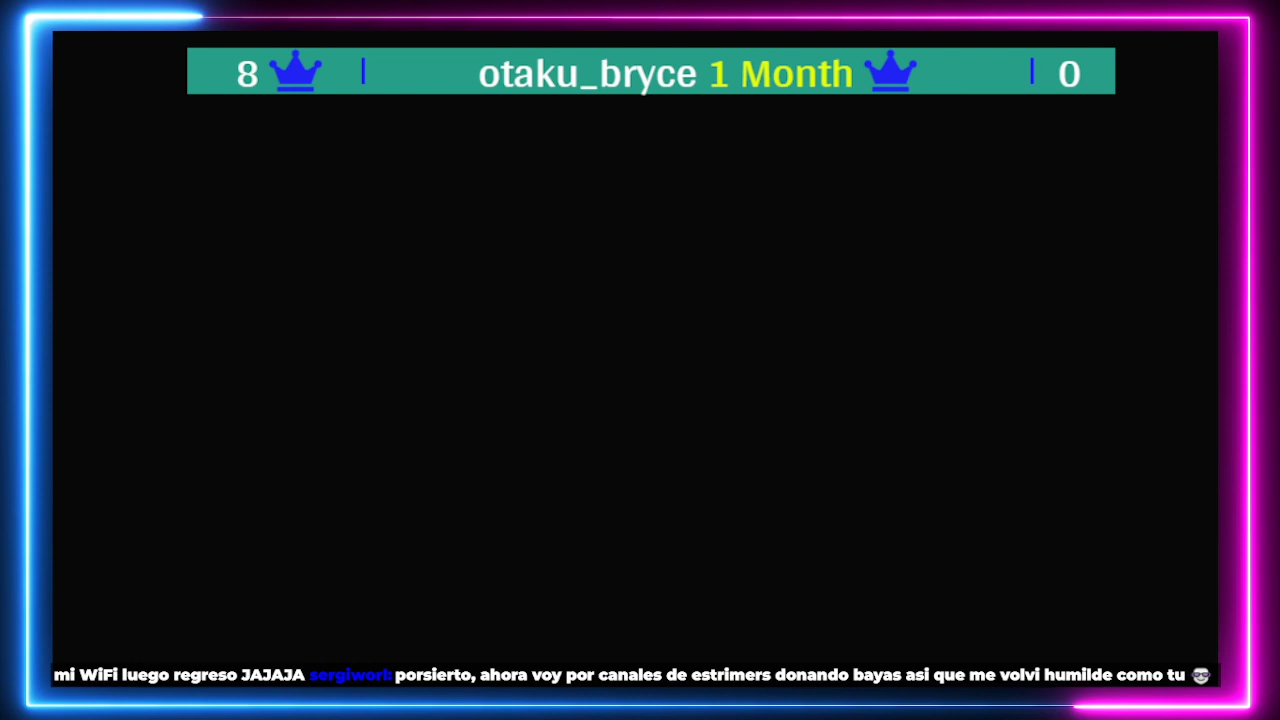 8 otaku_bryce 1 Month 0
mi WiFi luego regreso JAJAJA sergiworl: porsierto, ahora voy por canales de estrimers donando bayas asi que me volvi humilde como tu